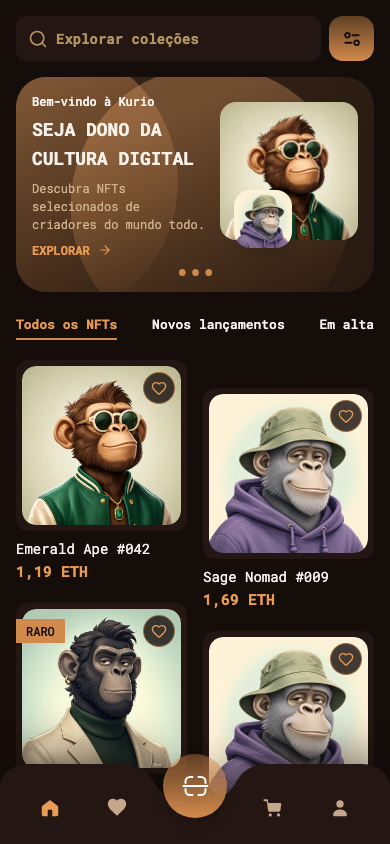 Explorar coleções
Bem-vindo à Kurio
SEJA DONO DA
CULTURA DIGITAL
Descubra NFTs
selecionados de
criadores do mundo todo.
EXPLORAR
Todos os NFTs
Novos lançamentos
Em alta
Emerald Ape #042
1,19 ETH
Sage Nomad #009
1,69 ETH
RARO